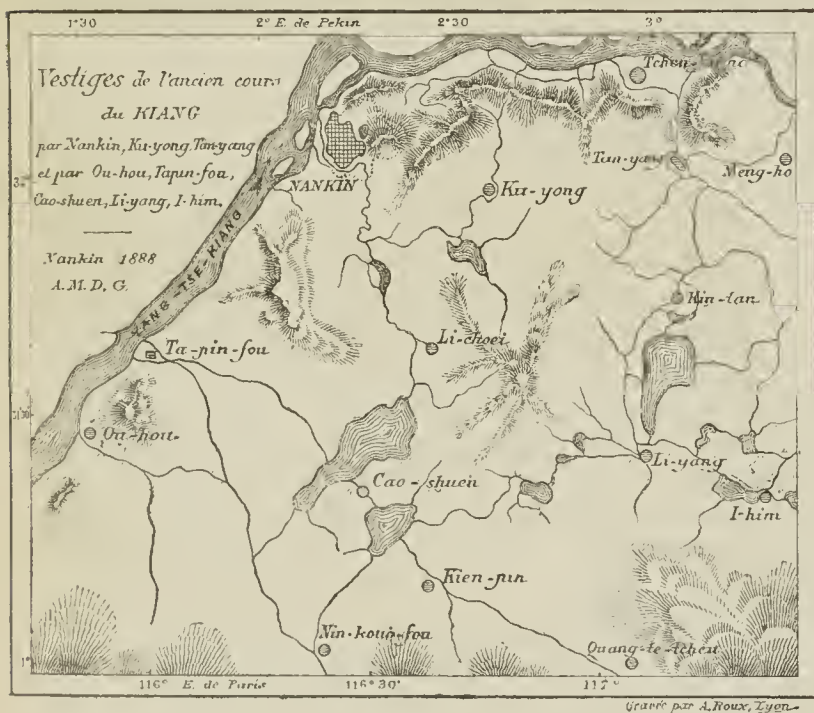 1°30
2° E. de Pekin
2°30
3°
Vestiges de l'ancien cours
du KIANG
par Nankin, Ku-yong, Tan-yang
et par Ou-hou, Tapin-fou,
Cao-shuen, Li-yang, I-him.
Nankin 1888
A. M. D. G.
NANKIN
Ku-yong
Tan-yang
Meng-ho
YANG-TSE-KIANG
Kin-tan
Li-choei
Ta-pin-fou
Ou-hou
Li-yang
Cao-shuen
I-him
Kien-pin
Nin-koué-fou
Quang-te-tcheu
116° E. de Paris
116°30'
117°
Gravé par A. Roux, Lyon